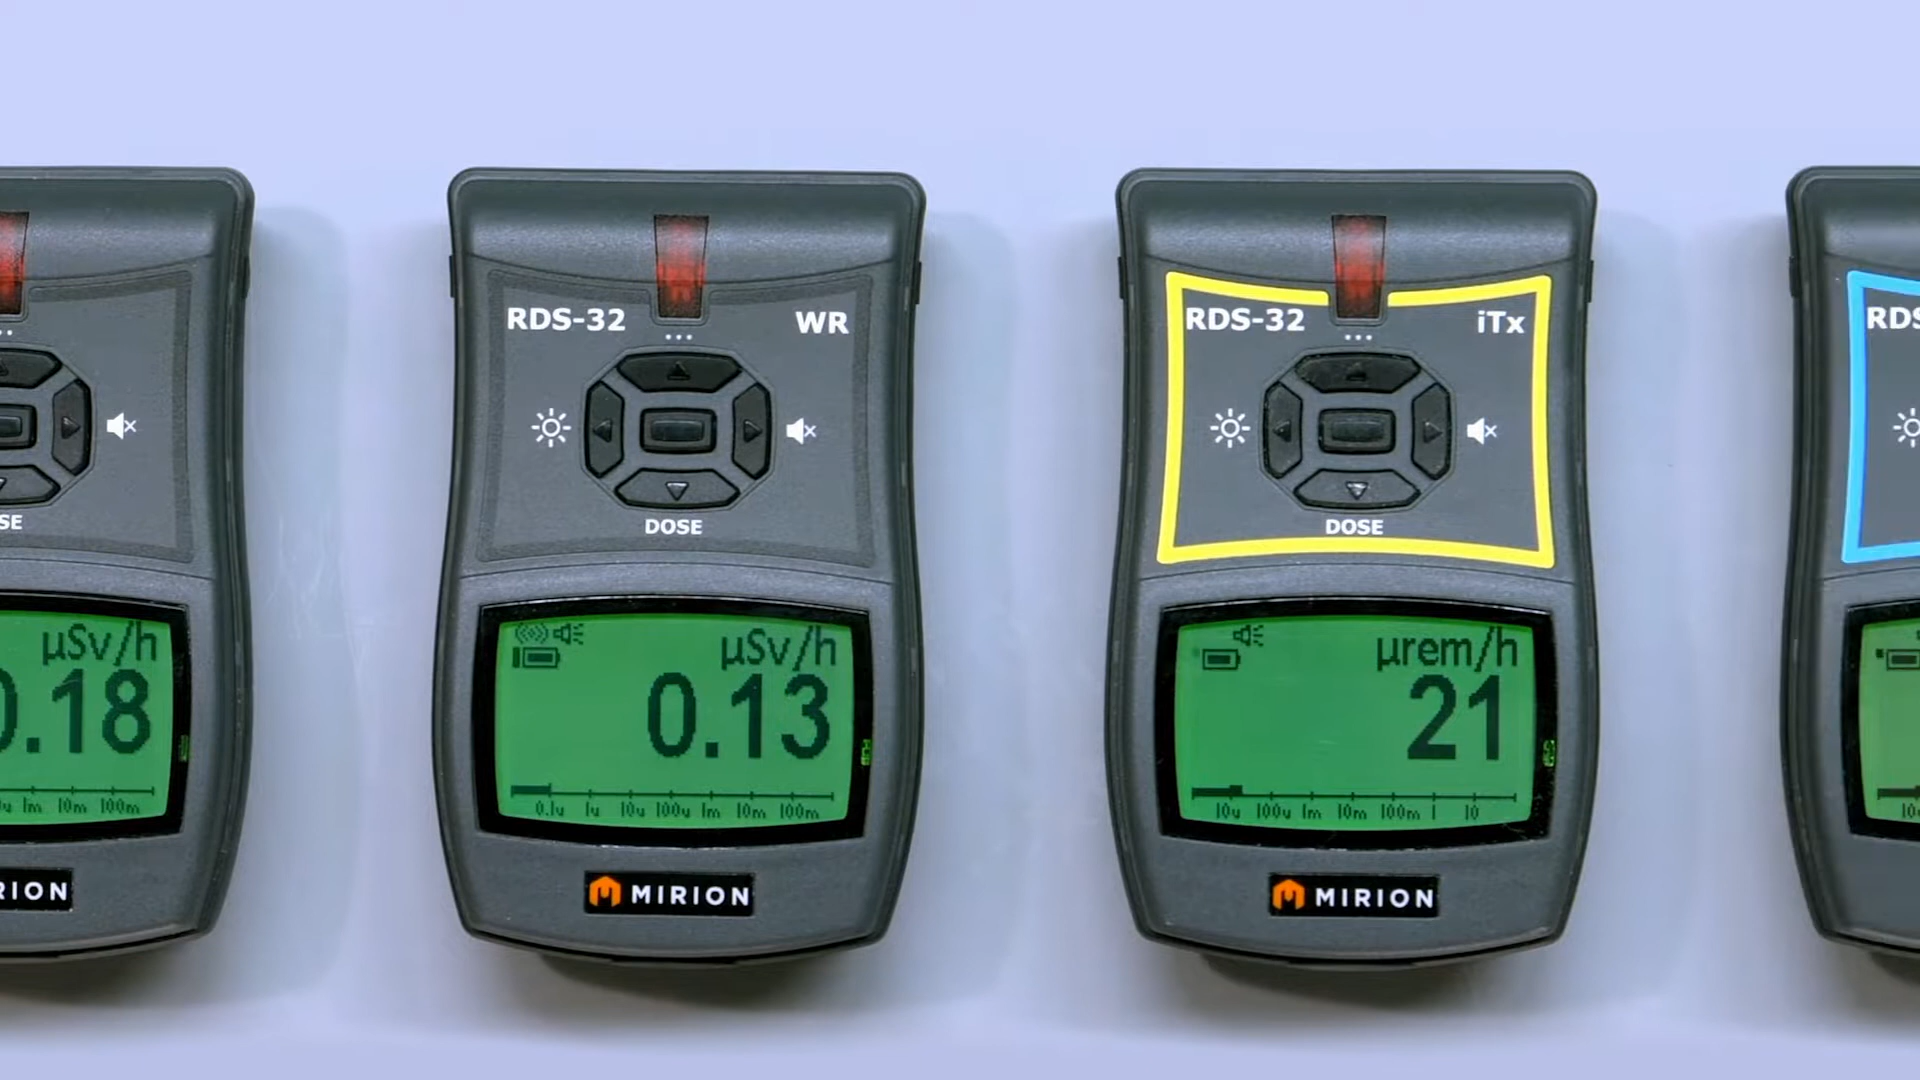 SE
µSv/h
0.18
1m 10m 100m
RION
RDS-32 WR
DOSE
µSv/h
0.13
0.1u 1u 10u 100u 1m 10m 100m
MIRION
RDS-32 iTx
DOSE
µrem/h
21
10u 100u 1m 10m 100m 1 10
MIRION
RDS